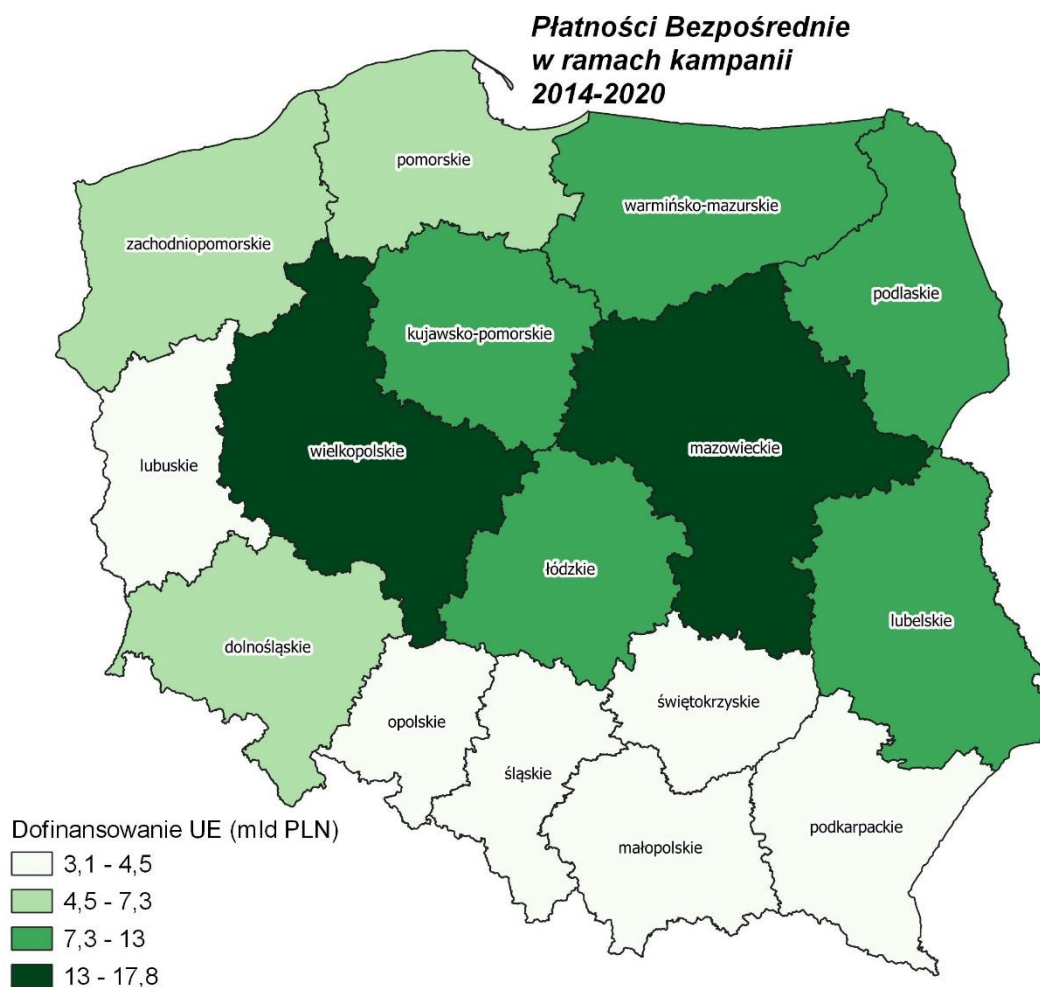 Płatności Bezpośrednie
w ramach kampanii
2014-2020
pomorskie
warmińsko-mazurskie
zachodniopomorskie
podlaskie
kujawsko-pomorskie
wielkopolskie
mazowieckie
lubuskie
łódzkie
lubelskie
dolnośląskie
świętokrzyskie
opolskie
śląskie
podkarpackie
małopolskie
Dofinansowanie UE (mld PLN)
3,1 - 4,5
4,5 - 7,3
7,3 - 13
13 - 17,8